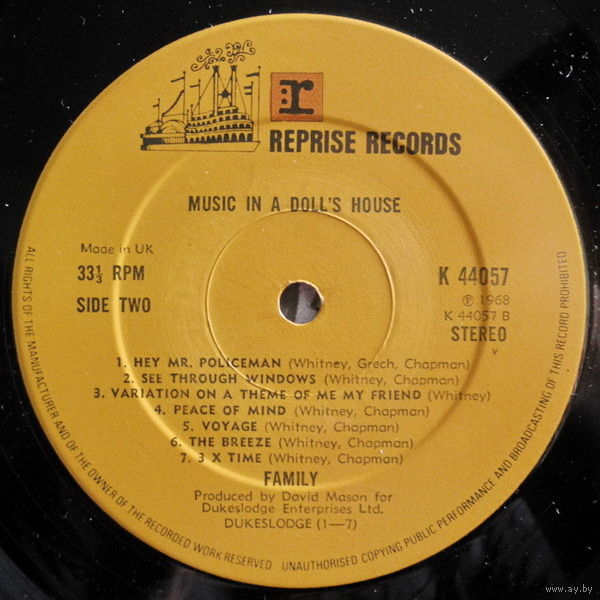 r:
REPRISE RECORDS
MUSIC IN A DOLL'S HOUSE
Made in UK
33⅓ RPM
SIDE TWO
K 44057
℗ 1968
K 44057 B
STEREO
v
1. HEY MR. POLICEMAN (Whitney, Grech, Chapman)
2. SEE THROUGH WINDOWS (Whitney, Chapman)
3. VARIATION ON A THEME OF ME MY FRIEND (Whitney)
4. PEACE OF MIND (Whitney, Chapman)
5. VOYAGE (Whitney, Chapman)
6. THE BREEZE (Whitney, Chapman)
7. 3 X TIME (Whitney, Chapman)
FAMILY
Produced by David Mason for
Dukeslodge Enterprises Ltd.
DUKESLODGE (1—7)
ALL RIGHTS OF THE MANUFACTURER AND OF THE OWNER OF THE RECORDED WORK RESERVED UNAUTHORISED COPYING PUBLIC PERFORMANCE AND BROADCASTING OF THIS RECORD PROHIBITED
www.ay.by